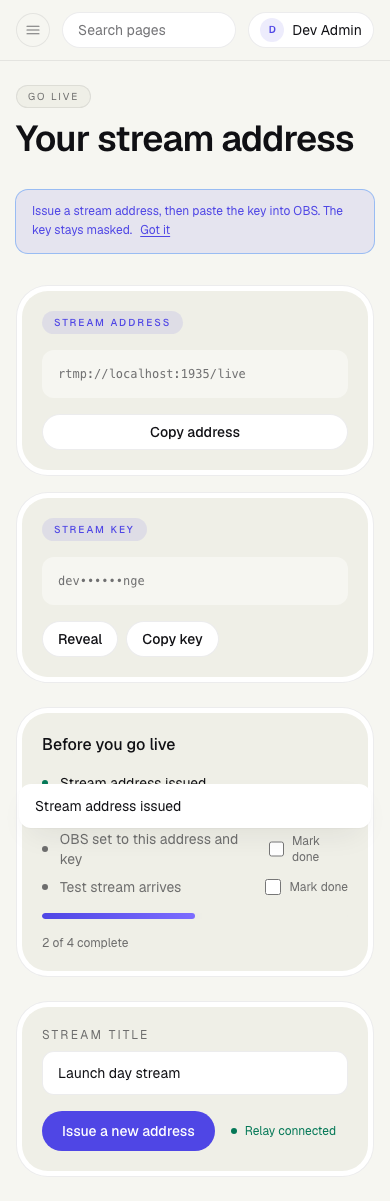 Search pages
D
Dev Admin
GO LIVE
Your stream address
Issue a stream address, then paste the key into OBS. The
key stays masked. Got it
STREAM ADDRESS
rtmp://localhost:1935/live
Copy address
STREAM KEY
dev••••••nge
Reveal
Copy key
Before you go live
Stream address issued
Stream address issued
OBS set to this address and
key
Mark
done
Test stream arrives
Mark done
2 of 4 complete
STREAM TITLE
Launch day stream
Issue a new address
Relay connected